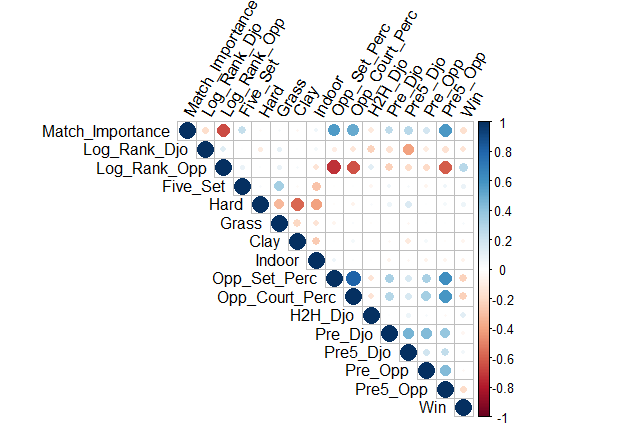 Match_Importance
Log_Rank_Djo
Log_Rank_Opp
Five_Set
Hard
Grass
Clay
Indoor
Opp_Set_Perc
Opp_Court_Perc
H2H_Djo
Pre_Djo
Pre5_Djo
Pre_Opp
Pre5_Opp
Win
Match_Importance
Log_Rank_Djo
Log_Rank_Opp
Five_Set
Hard
Grass
Clay
Indoor
Opp_Set_Perc
Opp_Court_Perc
H2H_Djo
Pre_Djo
Pre5_Djo
Pre_Opp
Pre5_Opp
Win
1
0.8
0.6
0.4
0.2
0
-0.2
-0.4
-0.6
-0.8
-1